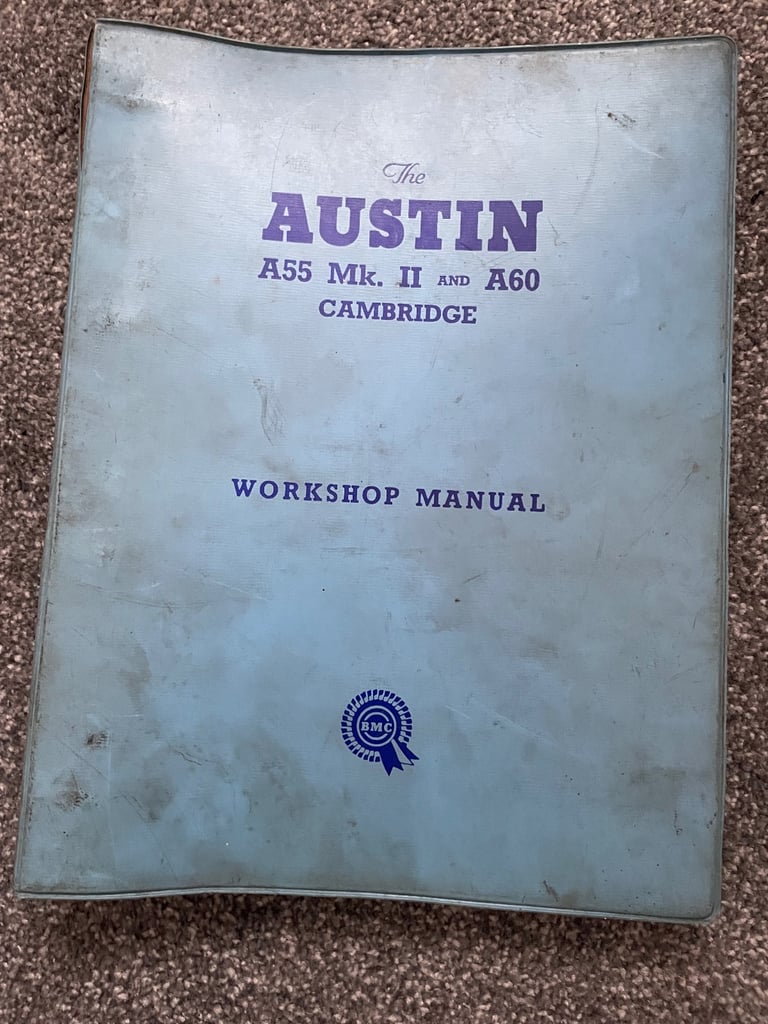 The
AUSTIN
A55 Mk. II AND A60
CAMBRIDGE
WORKSHOP MANUAL
BMC